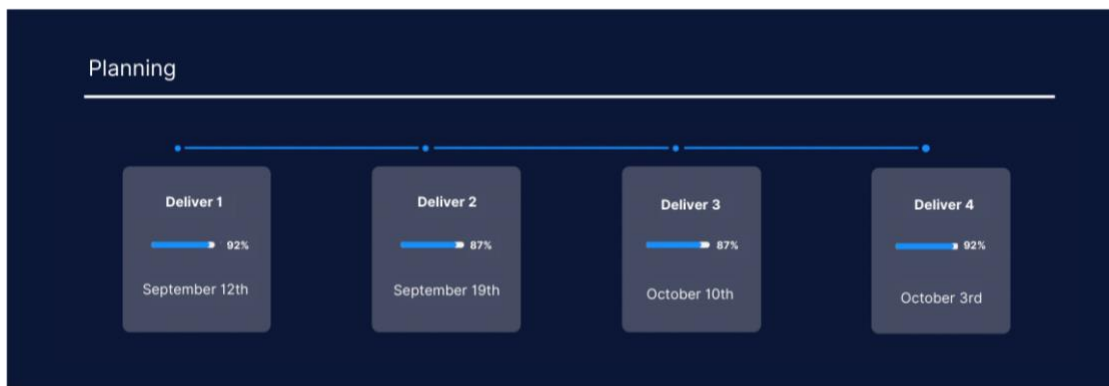 Planning
Deliver 1
92%
September 12th
Deliver 2
87%
September 19th
Deliver 3
87%
October 10th
Deliver 4
92%
October 3rd